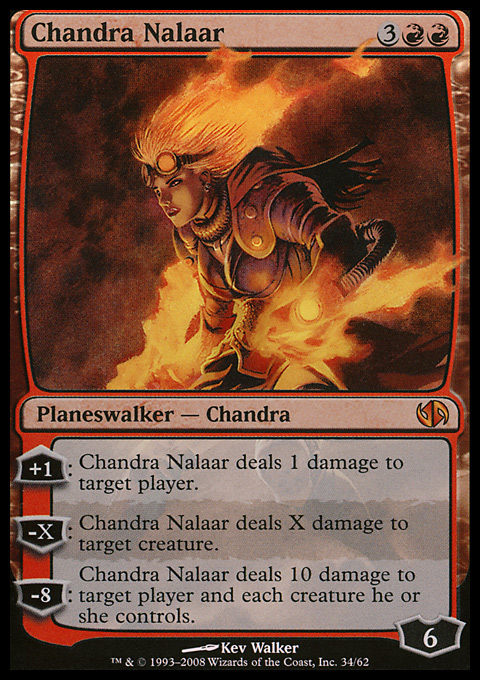 Chandra Nalaar 3
Planeswalker — Chandra
+1 : Chandra Nalaar deals 1 damage to
target player.
-X : Chandra Nalaar deals X damage to
target creature.
-8 : Chandra Nalaar deals 10 damage to
target player and each creature he or
she controls.
6
Kev Walker
™ & © 1993–2008 Wizards of the Coast, Inc. 34/62